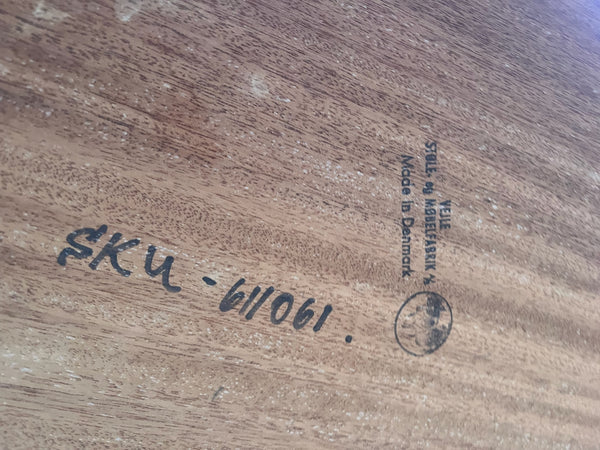 VEJLE
STOLE- og MØBELFABRIK A/S
Made in Denmark
SKU - 611061.